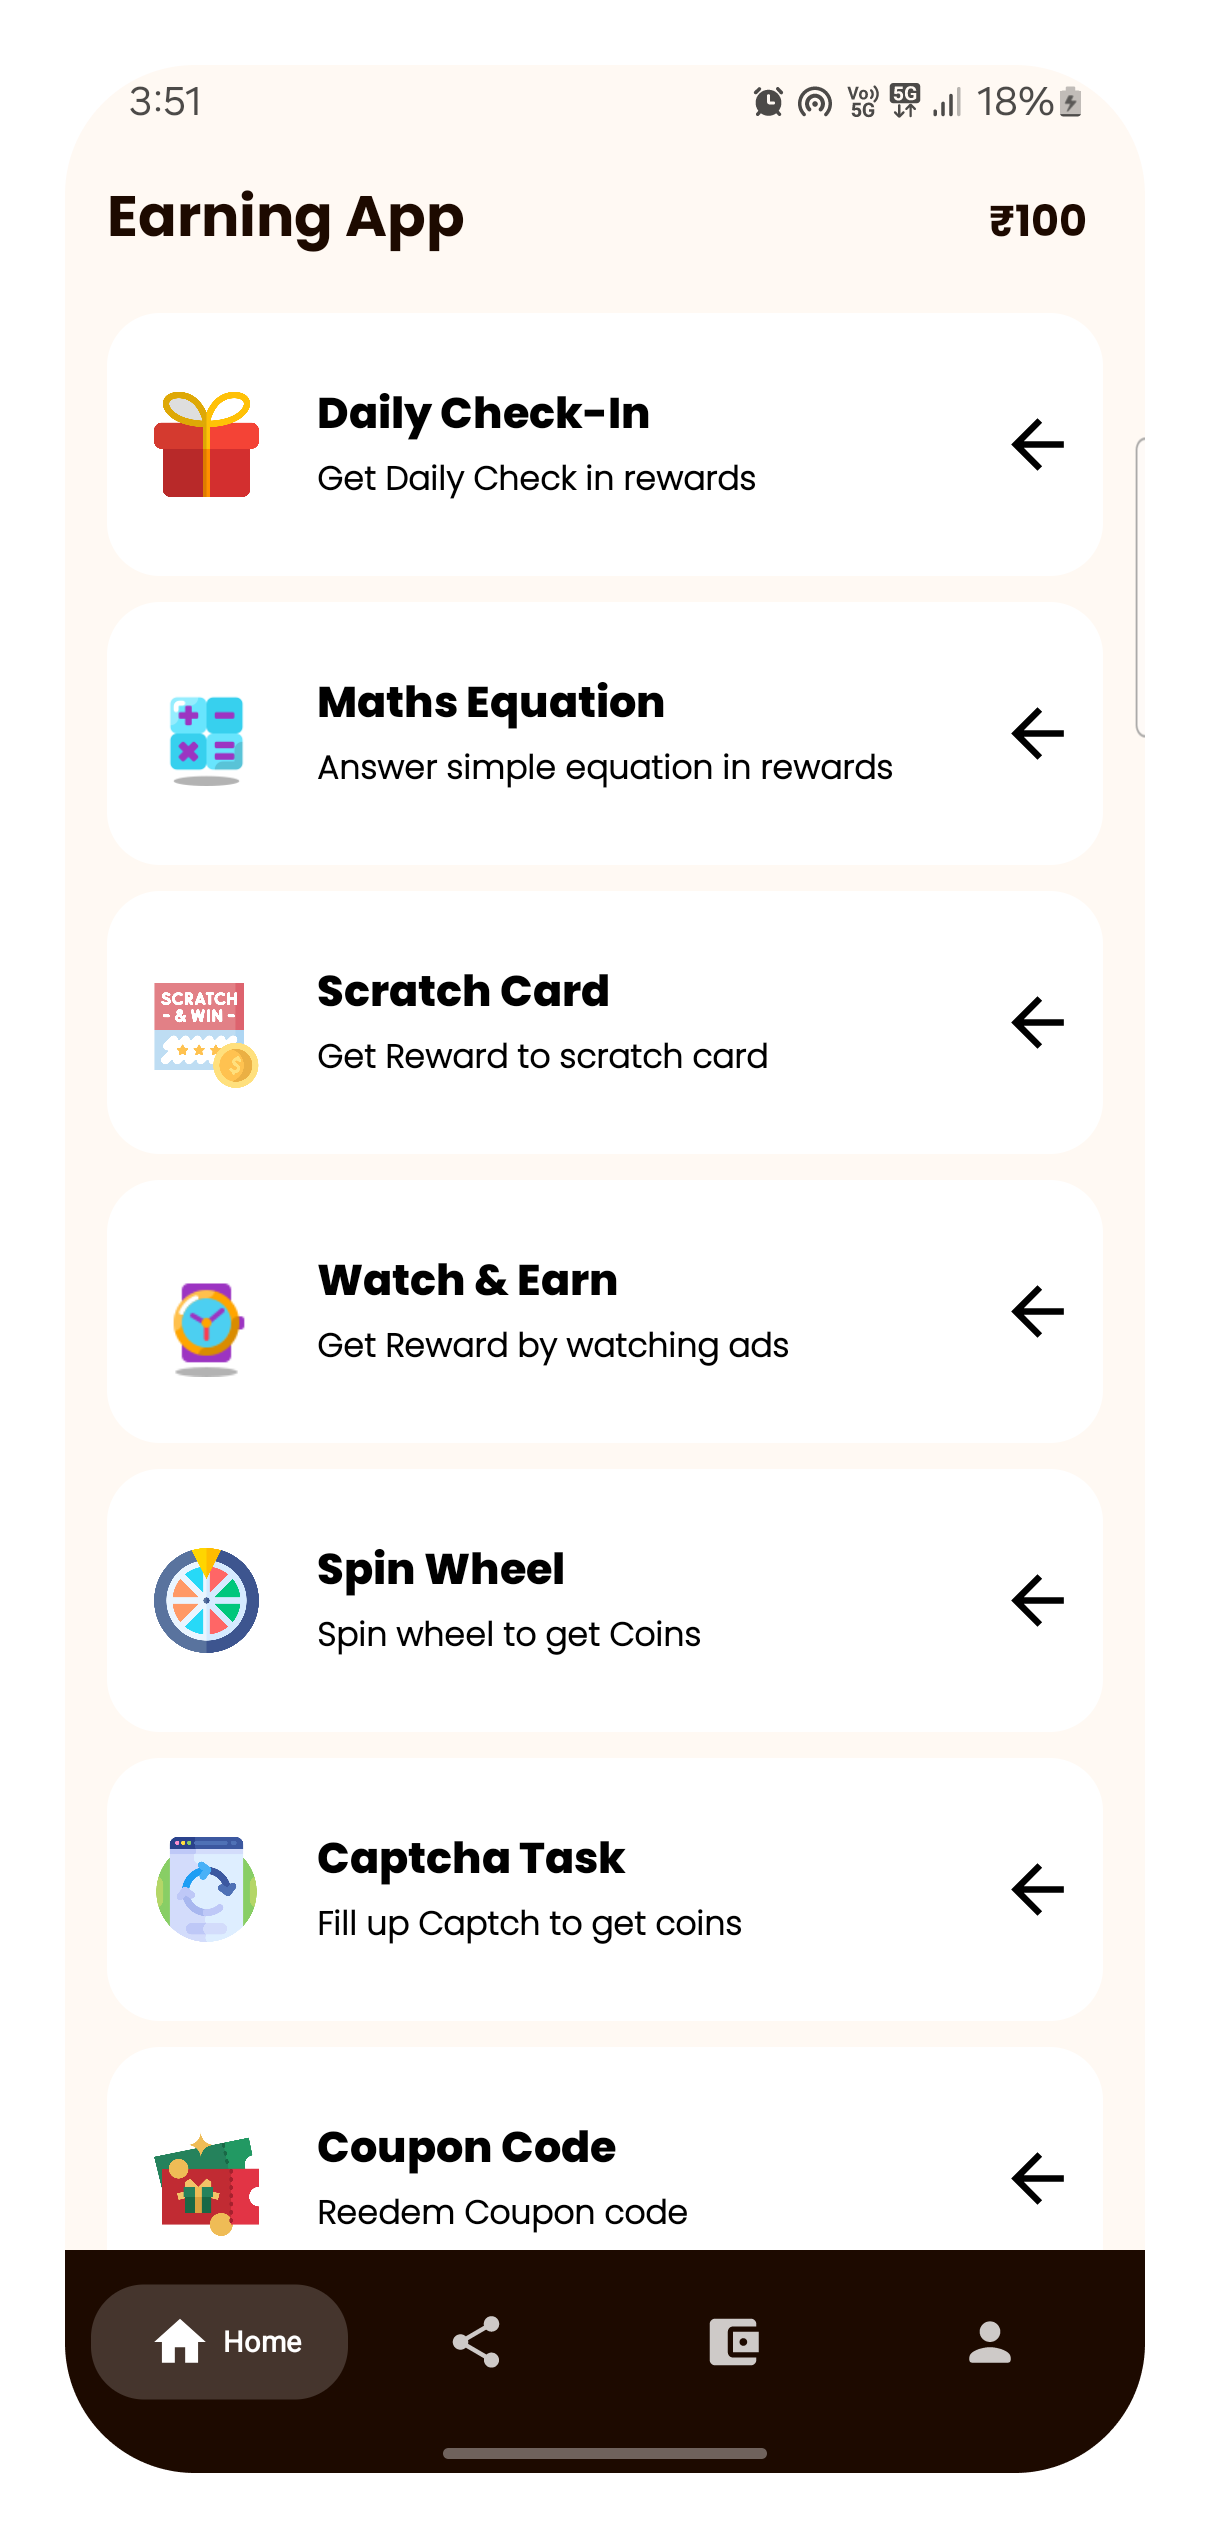 3:51
Vo)) 5G 5G 18%
Earning App
₹100
Daily Check-In
Get Daily Check in rewards
Maths Equation
Answer simple equation in rewards
SCRATCH
- & WIN -
Scratch Card
Get Reward to scratch card
Watch & Earn
Get Reward by watching ads
Spin Wheel
Spin wheel to get Coins
Captcha Task
Fill up Captch to get coins
Coupon Code
Reedem Coupon code
Home